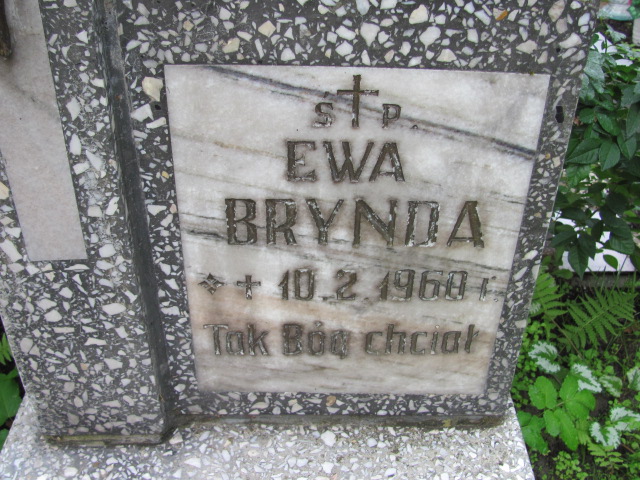 Ś P.
EWA
BRYNDA
* + 10.2.1960 r.
Tak Bóg chciał